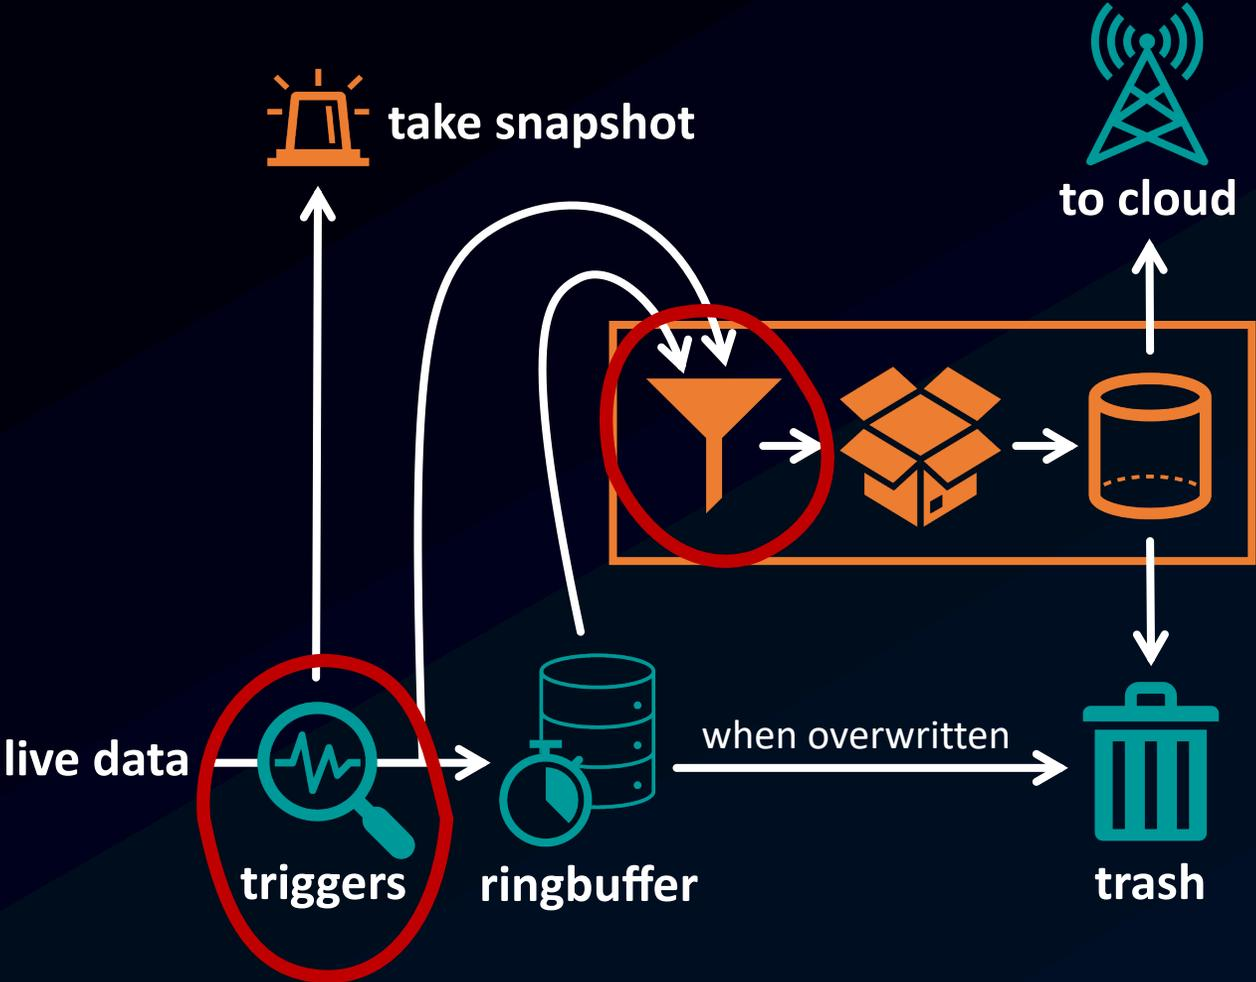 take snapshot
to cloud
live data
when overwritten
triggers
ringbuffer
trash